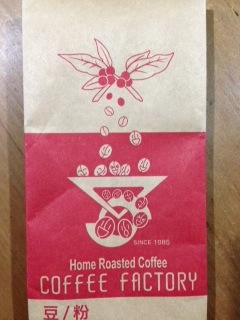 SINCE 1986
Home Roasted Coffee
COFFEE FACTORY
豆/粉